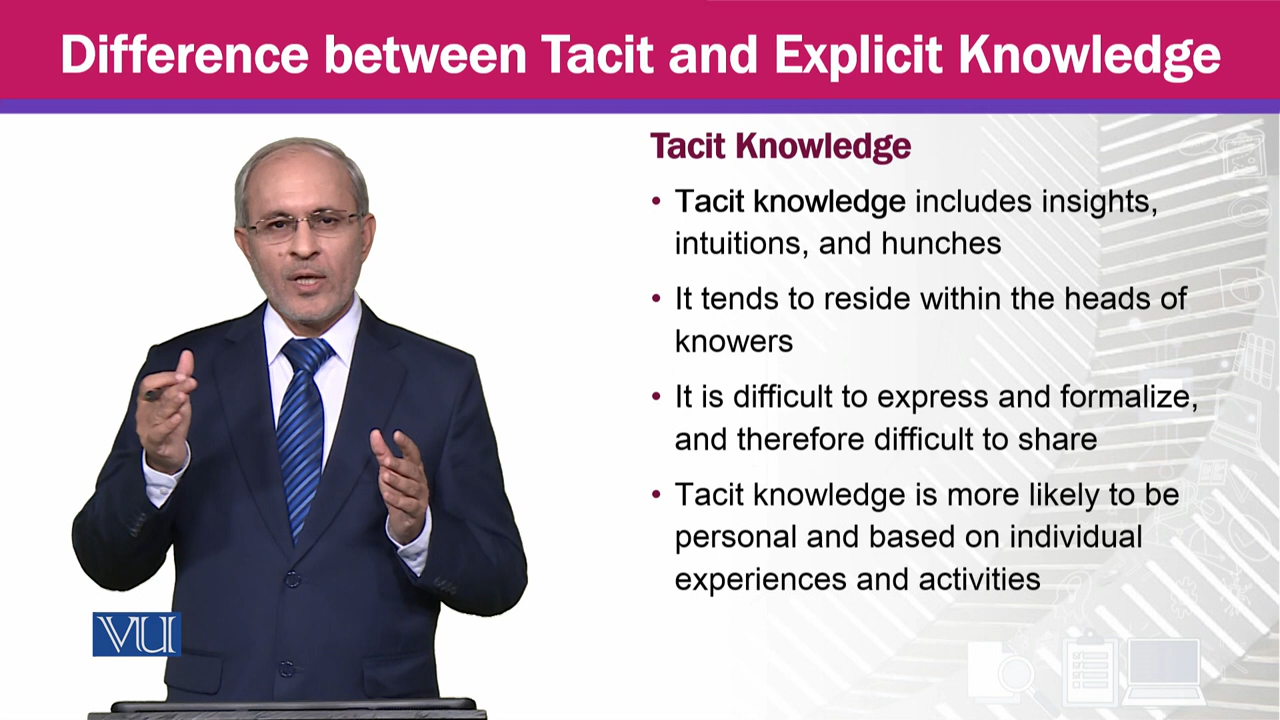 Difference between Tacit and Explicit Knowledge
Tacit Knowledge
• Tacit knowledge includes insights,
intuitions, and hunches
• It tends to reside within the heads of
knowers
• It is difficult to express and formalize,
and therefore difficult to share
• Tacit knowledge is more likely to be
personal and based on individual
experiences and activities
VU